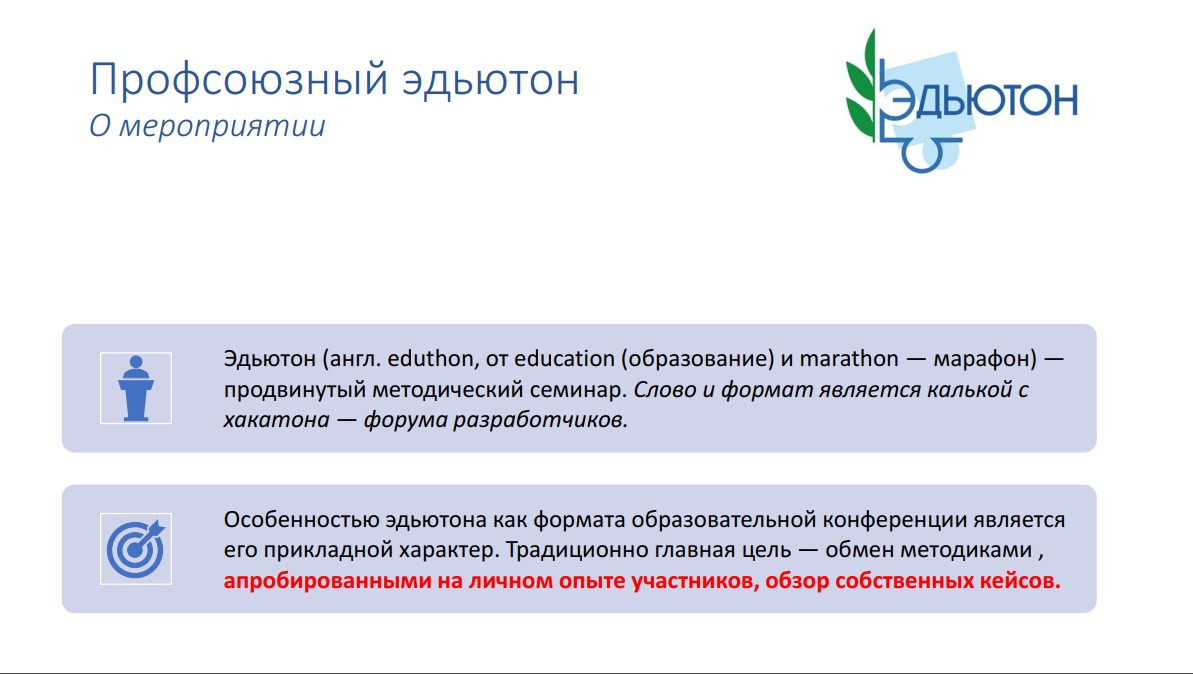 Профсоюзный эдьютон
О мероприятии
ЭДЬЮТОН
Эдьютон (англ. eduthon, от education (образование) и marathon — марафон) —
продвинутый методический семинар. Слово и формат является калькой с
хакатона — форума разработчиков.
Особенностью эдьютона как формата образовательной конференции является
его прикладной характер. Традиционно главная цель — обмен методиками ,
апробированными на личном опыте участников, обзор собственных кейсов.